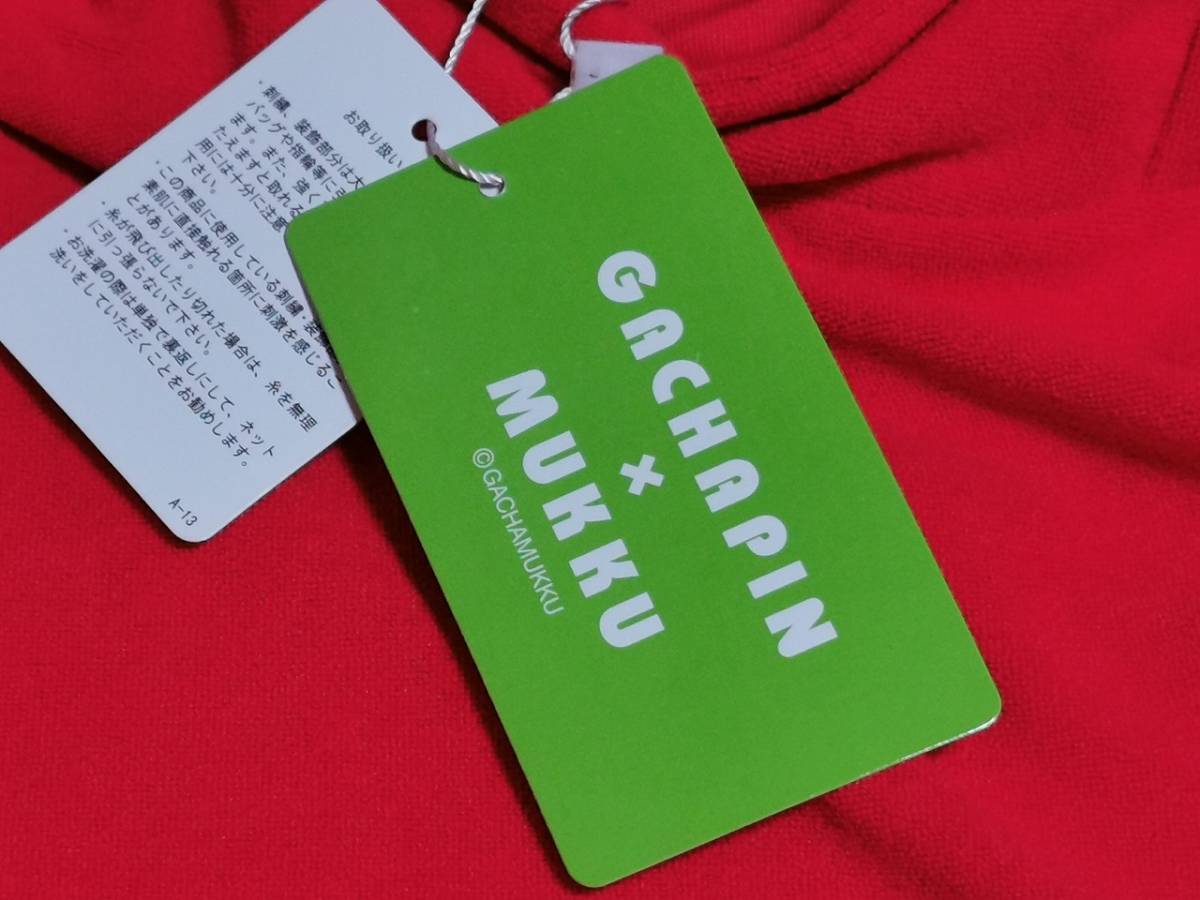 お取り扱い
・刺繍、装飾部分は大
バッグや指輪等に引
ます。また、強く
たえますと取れる
用には十分に注意
下さい。
・この商品に使用している刺繍・装飾
素肌に直接触れる箇所に刺激を感じるこ
とがあります。
・糸が飛び出したり切れた場合は、糸を無理
に引っ張らないで下さい。
・お洗濯の際は単独で裏返しにして、ネット
洗いをしていただくことをお勧めします。
A-13
GACHAPIN
×
MUKKU
©GACHAMUKKU